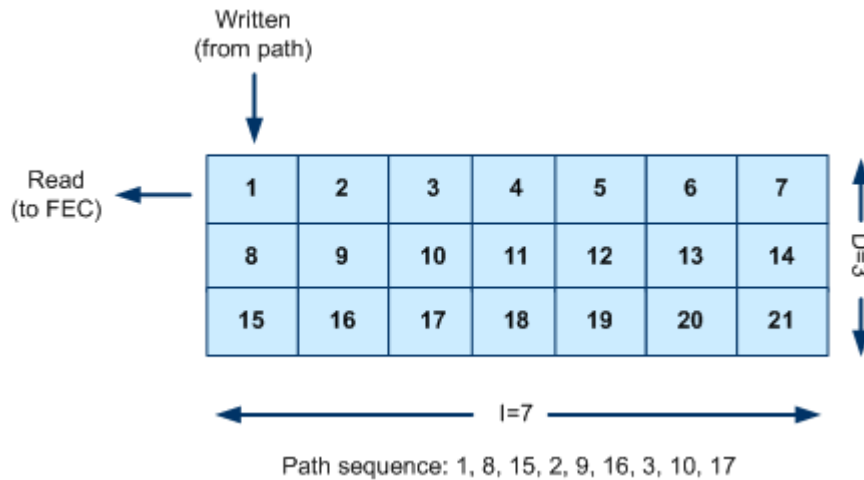 Written
(from path)
Read
(to FEC)
1 2 3 4 5 6 7
8 9 10 11 12 13 14
15 16 17 18 19 20 21
D=3
I=7
Path sequence: 1, 8, 15, 2, 9, 16, 3, 10, 17